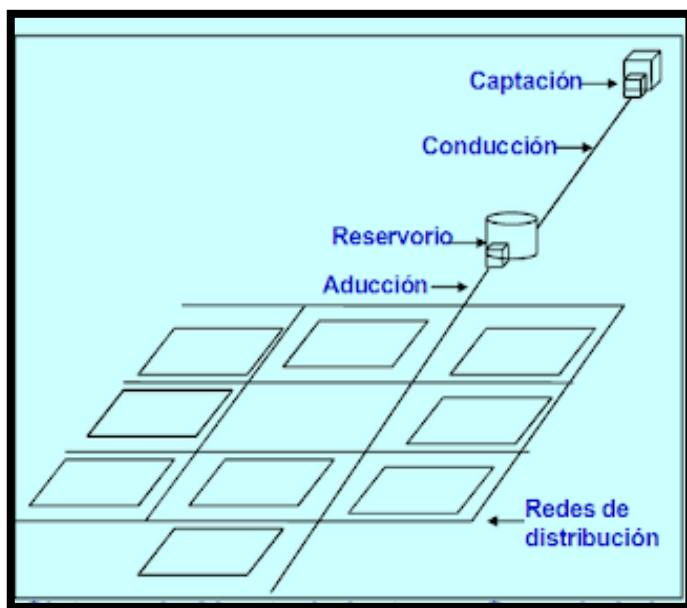 Captación
Conducción
Reservorio
Aducción
Redes de
distribución